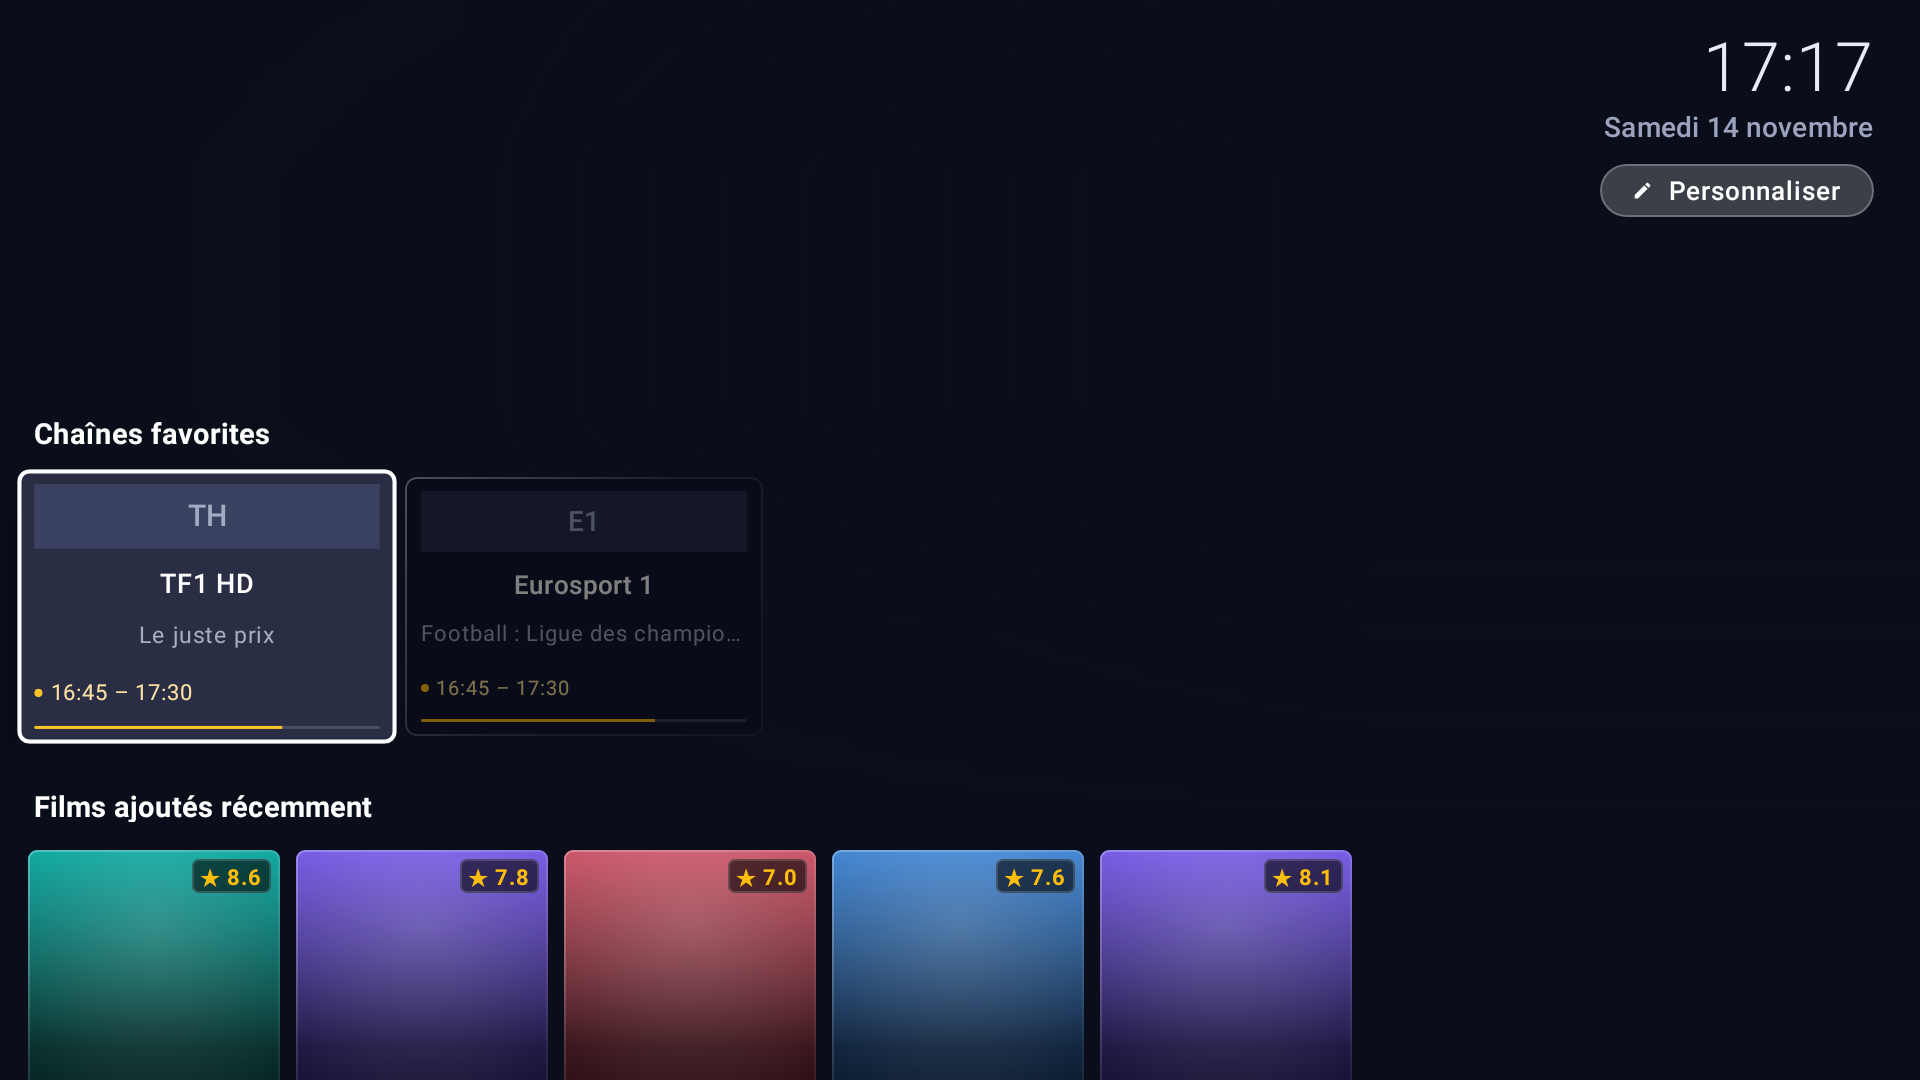 17:17
Samedi 14 novembre
Personnaliser
Chaînes favorites
TH
TF1 HD
Le juste prix
16:45 – 17:30
E1
Eurosport 1
Football : Ligue des champio…
16:45 – 17:30
Films ajoutés récemment
★ 8.6
★ 7.8
★ 7.0
★ 7.6
★ 8.1